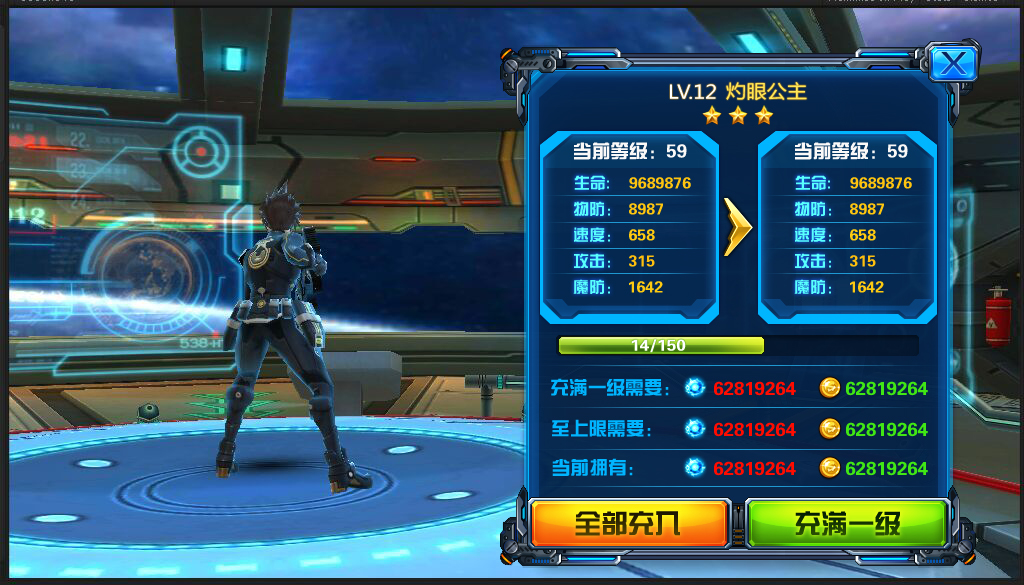 LV.12 灼眼公主
当前等级：59
生命：9689876
物防：8987
速度：658
攻击：315
魔防：1642
当前等级：59
生命：9689876
物防：8987
速度：658
攻击：315
魔防：1642
14/150
充满一级需要：62819264 62819264
至上限需要：62819264 62819264
当前拥有：62819264 62819264
全部充入
充满一级
22
23
24
538-H